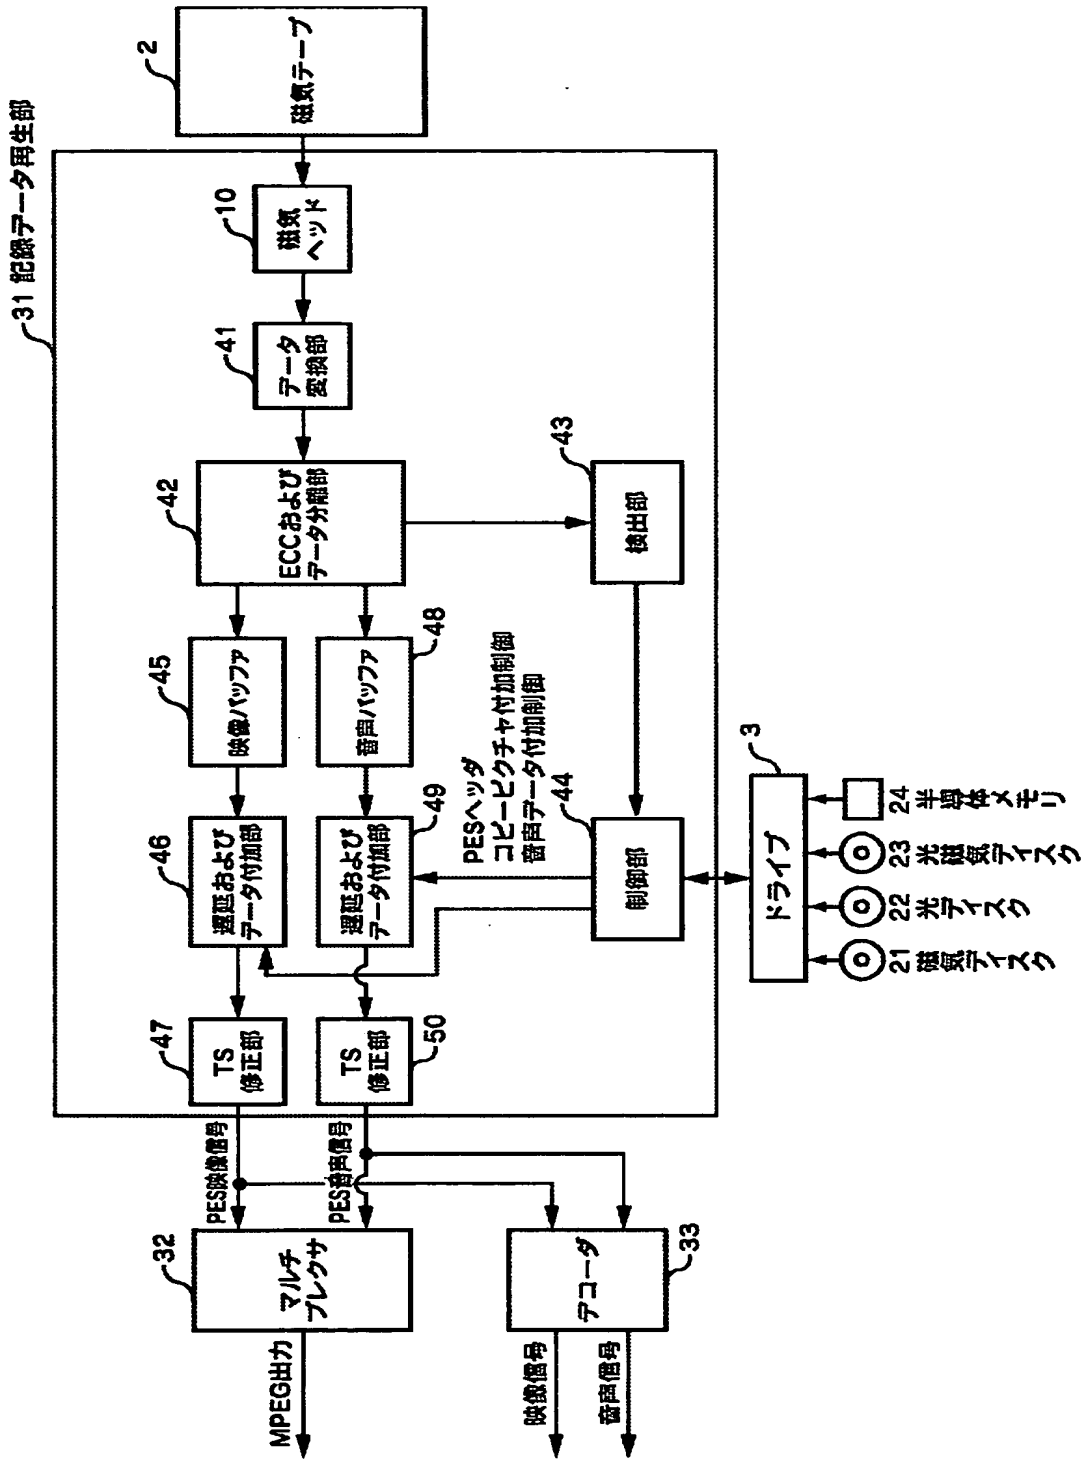 31 記録データ再生部
2
磁気テープ
10
磁気
ヘッド
41
データ
変換部
42
ECCおよび
データ分離部
43
検出部
45
映像バッファ
48
音声バッファ
46
遅延および
データ付加部
49
遅延および
データ付加部
PESヘッダ
コピーピクチャ付加制御
音声データ付加制御
44
制御部
47
TS
修正部
50
TS
修正部
PES映像信号
PES音声信号
32
マルチ
プレクサ
MPEG出力
33
デコーダ
映像信号
音声信号
3
ドライブ
21 磁気ディスク
22 光ディスク
23 光磁気ディスク
24 半導体メモリ